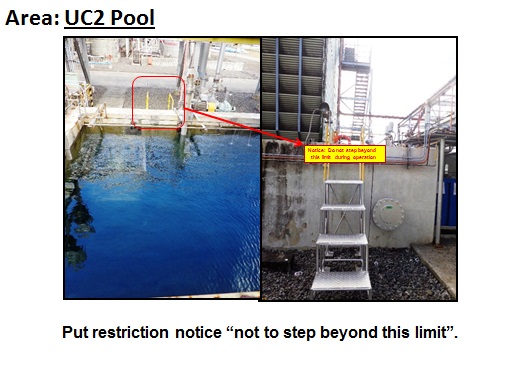 Area: UC2 Pool
Notice: Do not step beyond
this limit during operation
Put restriction notice “not to step beyond this limit”.